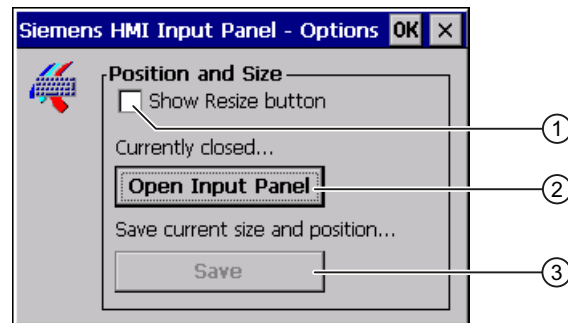 Siemens HMI Input Panel - Options OK ×
Position and Size
Show Resize button
1
Currently closed...
Open Input Panel
2
Save current size and position...
Save
3